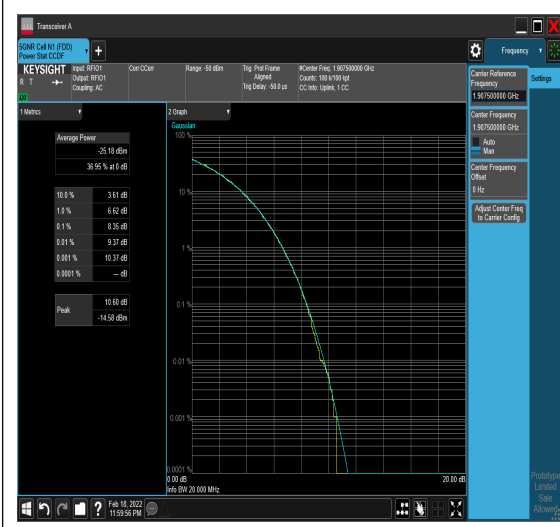 Transceiver A
5GNR Cell N1 (FDD)
Power Stat CCDF
Frequency
KEYSIGHT
R T
Input: RFIO1
Output: RFIO1
Coupling: AC
Corr CCorr
Range: -50 dBm
Trig: Prot Frame
Aligned
Trig Delay: -50.0 µs
#Center Freq: 1.907500000 GHz
Counts: 100 k/100 kpt
CC Info: Uplink, 1 CC
Carrier Reference
Frequency
1.907500000 GHz
Settings
Center Frequency
1.907500000 GHz
Auto
Man
Center Frequency
Offset
0 Hz
Adjust Center Freq
to Carrier Config
1 Metrics
Average Power
-25.18 dBm
36.95 % at 0 dB
10.0 % 3.61 dB
1.0 % 6.62 dB
0.1 % 8.35 dB
0.01 % 9.37 dB
0.001 % 10.37 dB
0.0001 % --- dB
Peak
10.60 dB
-14.58 dBm
2 Graph
Gaussian
100 %
10 %
1 %
0.1 %
0.01 %
0.001 %
0.0001 %
0.00 dB
20.00 dB
Info BW 20.000 MHz
Feb 18, 2022
11:59:56 PM
Prototype
Limited
Sale
Allowed